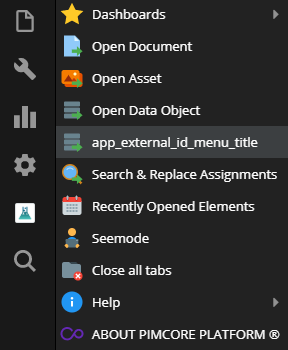 Dashboards
Open Document
Open Asset
Open Data Object
app_external_id_menu_title
Search & Replace Assignments
Recently Opened Elements
Seemode
Close all tabs
Help
ABOUT PIMCORE PLATFORM ®